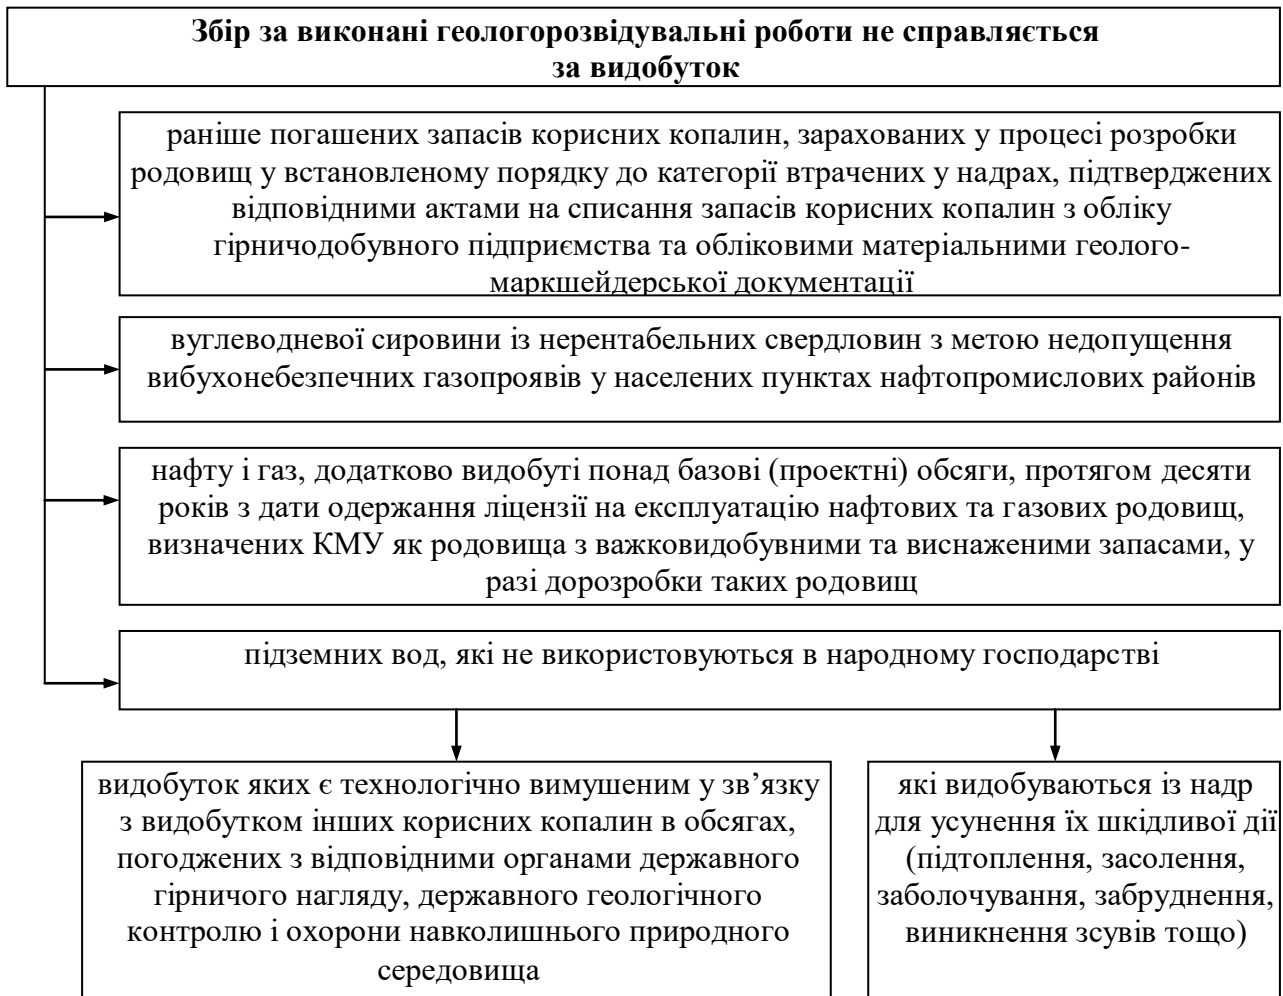 Збір за виконані геологорозвідувальні роботи не справляється
за видобуток
раніше погашених запасів корисних копалин, зарахованих у процесі розробки
родовищ у встановленому порядку до категорії втрачених у надрах, підтверджених
відповідними актами на списання запасів корисних копалин з обліку
гірничодобувного підприємства та обліковими матеріальними геолого-
маркшейдерської документації
вуглеводневої сировини із нерентабельних свердловин з метою недопущення
вибухонебезпечних газопроявів у населених пунктах нафтопромислових районів
нафту і газ, додатково видобуті понад базові (проектні) обсяги, протягом десяти
років з дати одержання ліцензії на експлуатацію нафтових та газових родовищ,
визначених КМУ як родовища з важковидобувними та виснаженими запасами, у
разі дорозробки таких родовищ
підземних вод, які не використовуються в народному господарстві
видобуток яких є технологічно вимушеним у зв’язку
з видобутком інших корисних копалин в обсягах,
погоджених з відповідними органами державного
гірничого нагляду, державного геологічного
контролю і охорони навколишнього природного
середовища
які видобуваються із надр
для усунення їх шкідливої дії
(підтоплення, засолення,
заболочування, забруднення,
виникнення зсувів тощо)